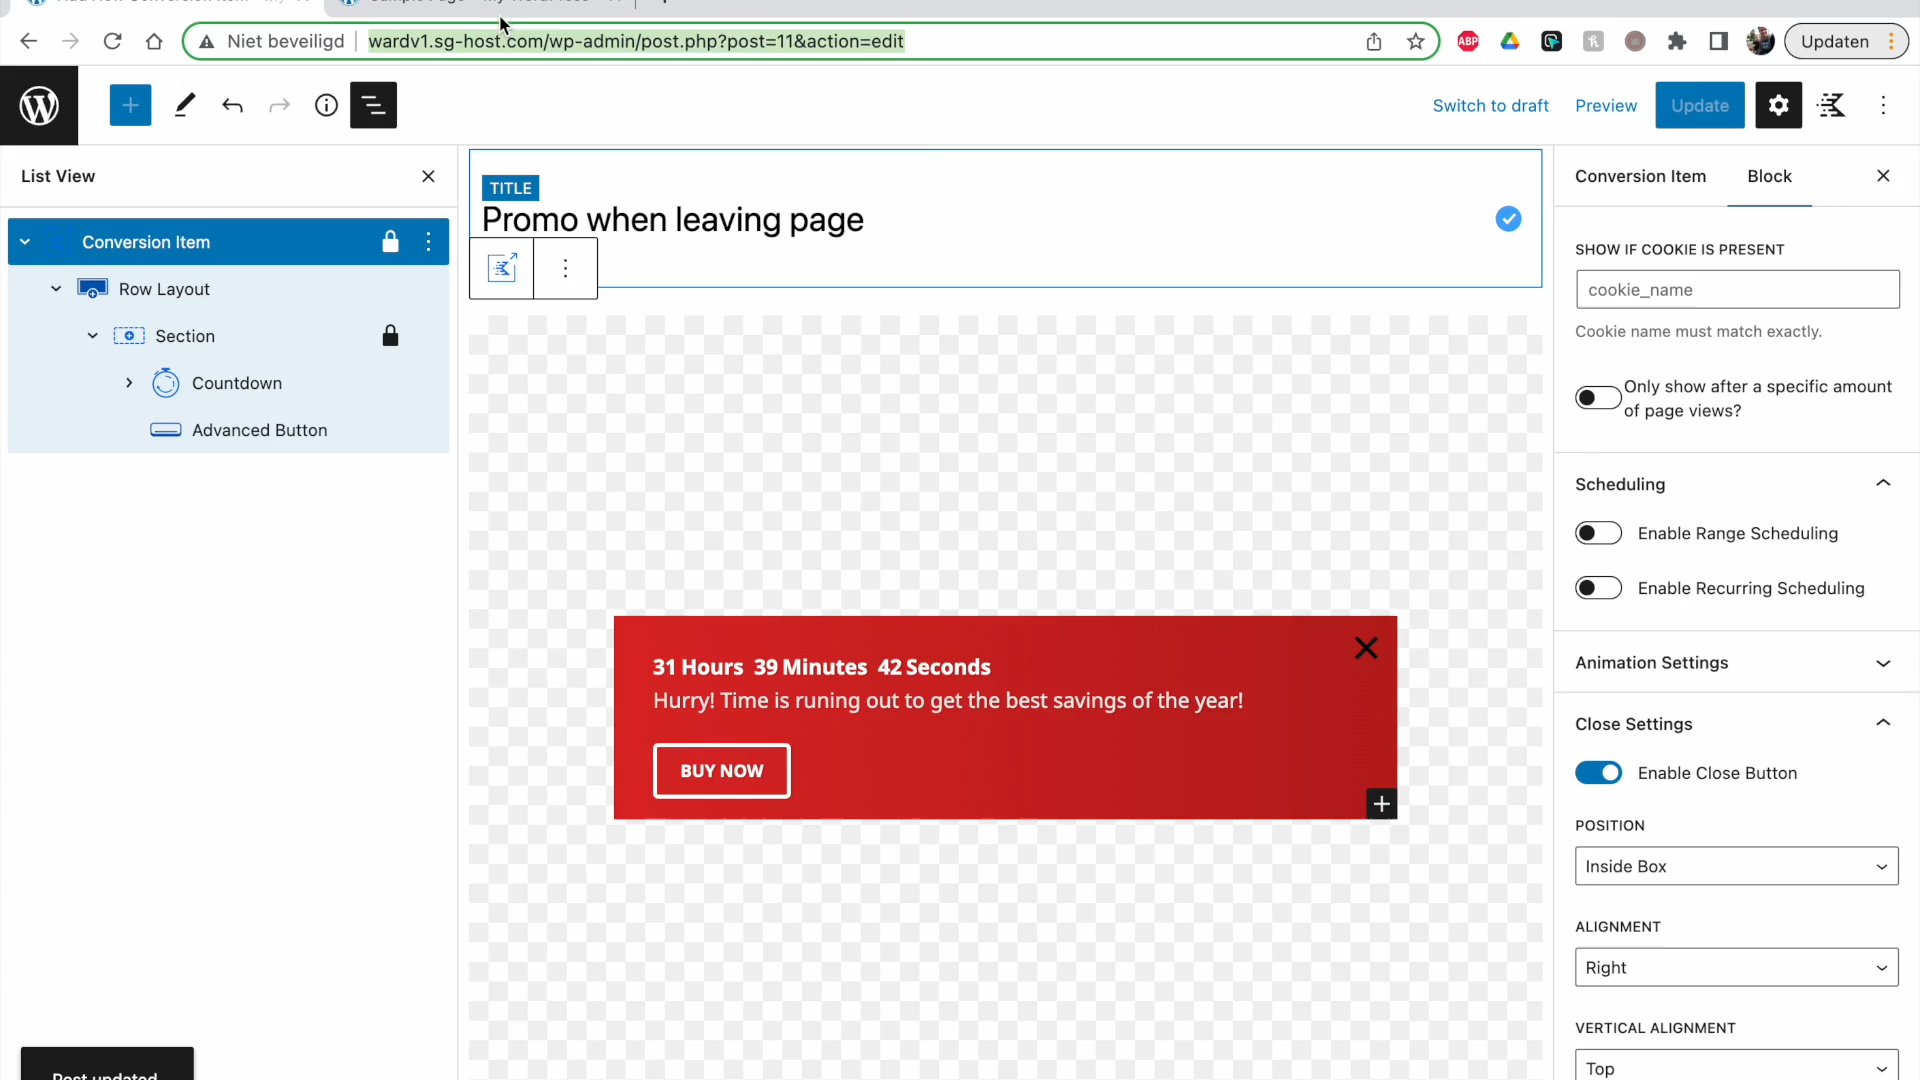 Niet beveiligd
wardv1.sg-host.com/wp-admin/post.php?post=11&action=edit
ABP
Updaten
Switch to draft
Preview
Update
List View
Conversion Item
Row Layout
Section
Countdown
Advanced Button
TITLE
Promo when leaving page
31 Hours 39 Minutes 42 Seconds
Hurry! Time is runing out to get the best savings of the year!
BUY NOW
Conversion Item
Block
SHOW IF COOKIE IS PRESENT
cookie_name
Cookie name must match exactly.
Only show after a specific amount
of page views?
Scheduling
Enable Range Scheduling
Enable Recurring Scheduling
Animation Settings
Close Settings
Enable Close Button
POSITION
Inside Box
ALIGNMENT
Right
VERTICAL ALIGNMENT
Top
Post updated